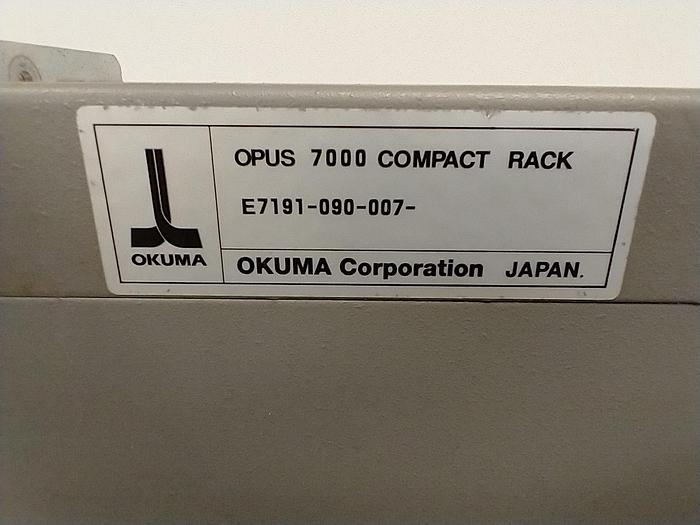 OPUS 7000 COMPACT RACK
E7191-090-007-
OKUMA
OKUMA Corporation JAPAN.